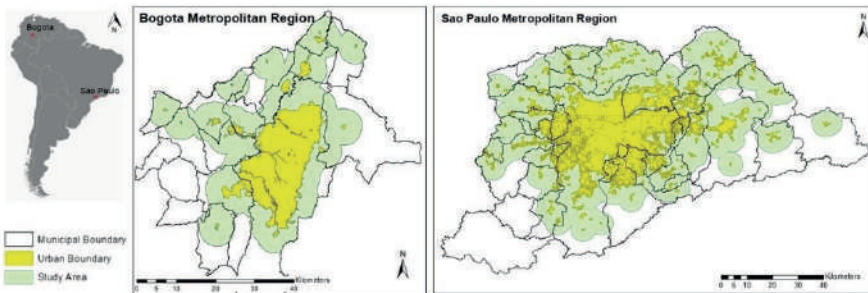 Bogota
Sao Paulo
N
Municipal Boundary
Urban Boundary
Study Area
Bogota Metropolitan Region
N
Kilometers
0 5 10 20 30 40
Sao Paulo Metropolitan Region
N
Kilometers
0 5 10 20 30 40